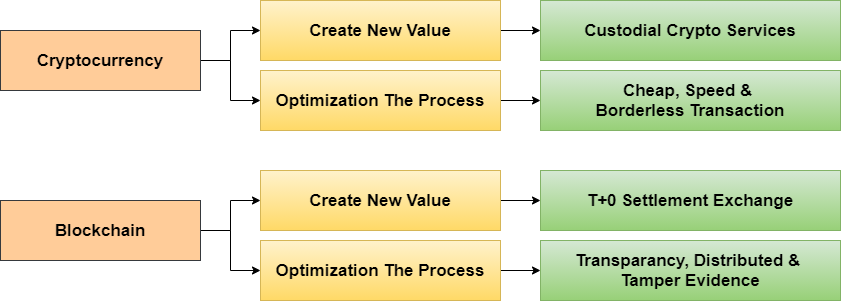 Cryptocurrency
Create New Value
Custodial Crypto Services
Optimization The Process
Cheap, Speed &
Borderless Transaction
Blockchain
Create New Value
T+0 Settlement Exchange
Optimization The Process
Transparancy, Distributed &
Tamper Evidence